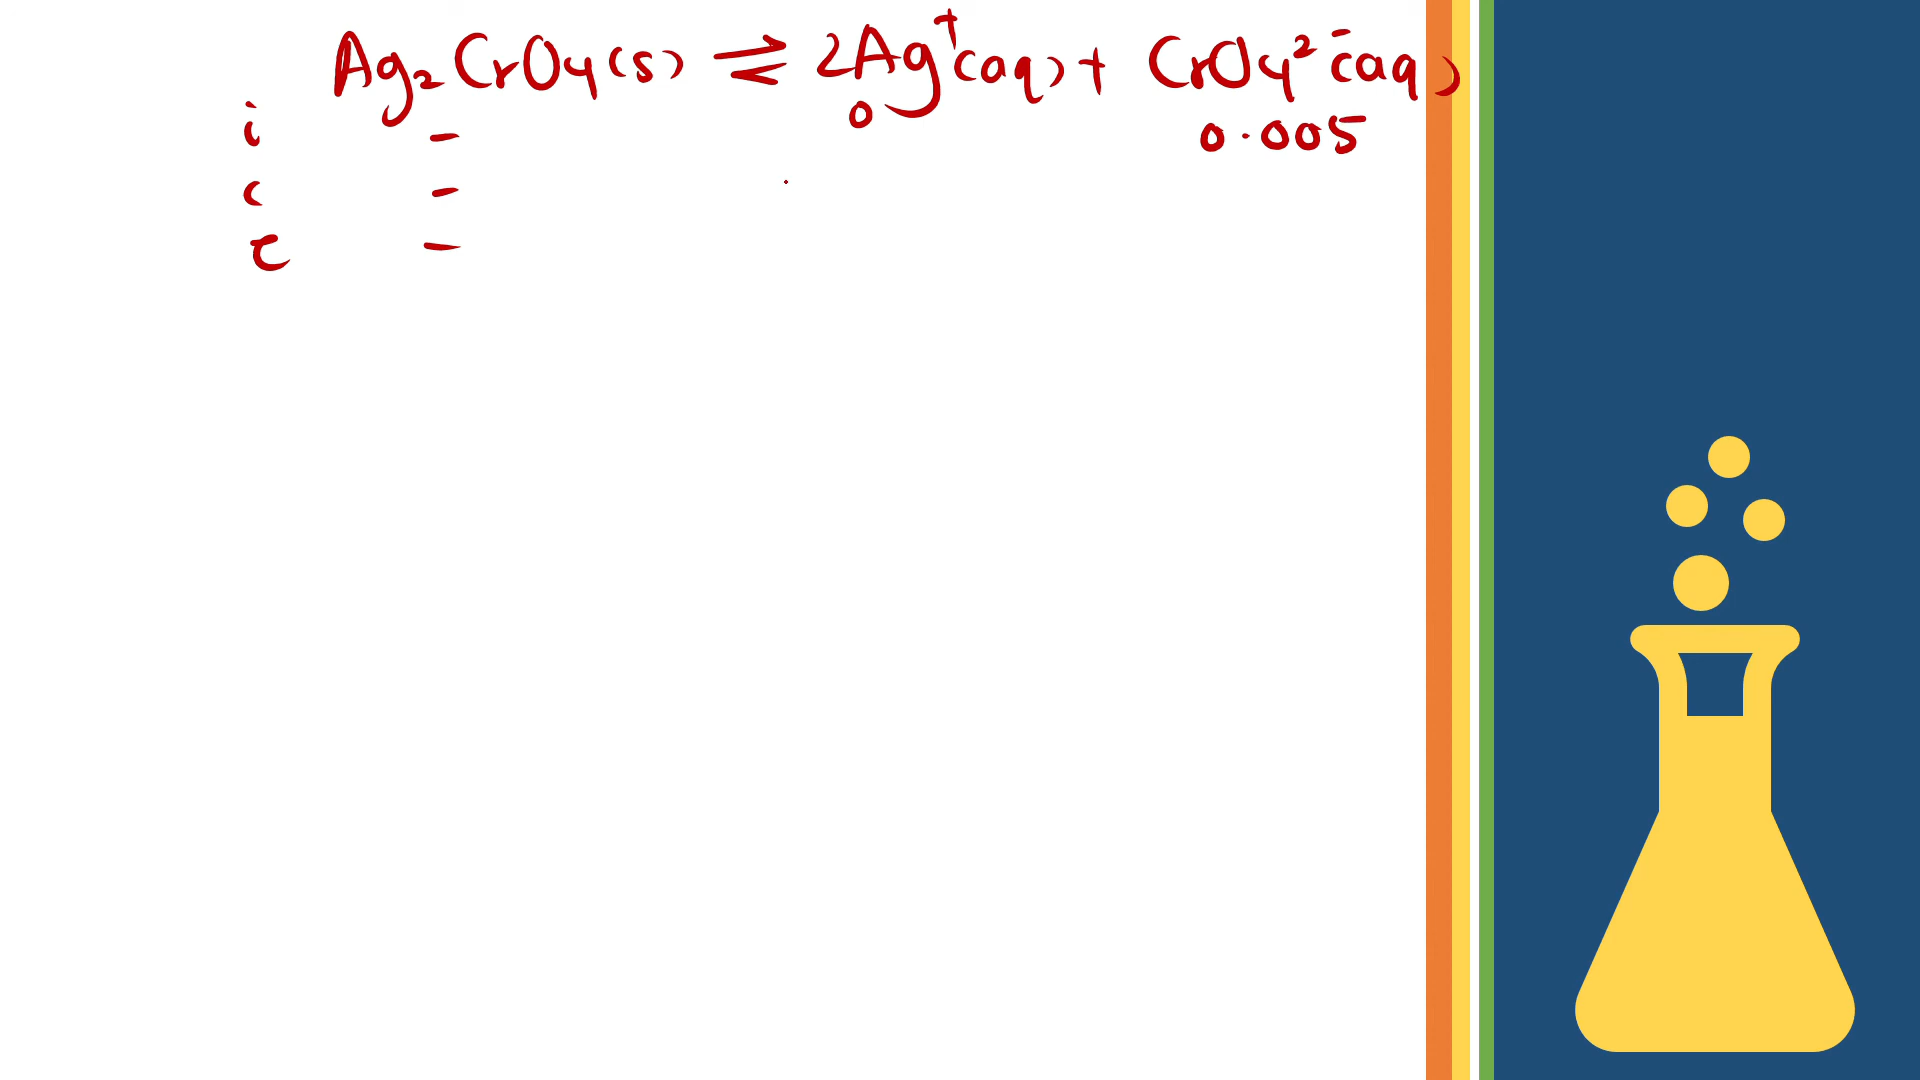 Ag₂CrO₄(s) ⇌ 2Ag⁺(aq) + CrO₄²⁻(aq)
i - 0 0.005
c -
e -